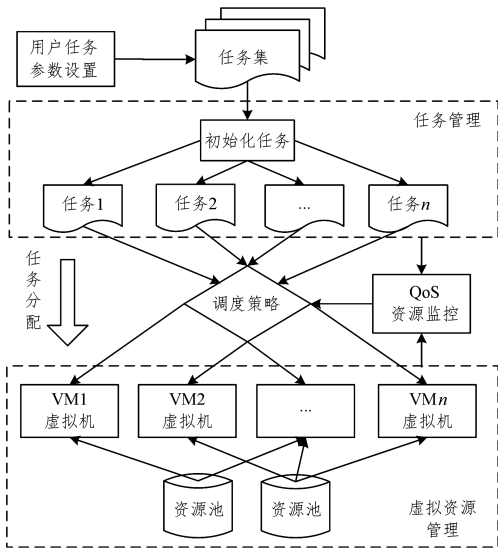 用户任务
参数设置
任务集
任务管理
初始化任务
任务1
任务2
...
任务n
任务分配
调度策略
QoS
资源监控
VM1
虚拟机
VM2
虚拟机
...
VMn
虚拟机
资源池
资源池
虚拟资源
管理